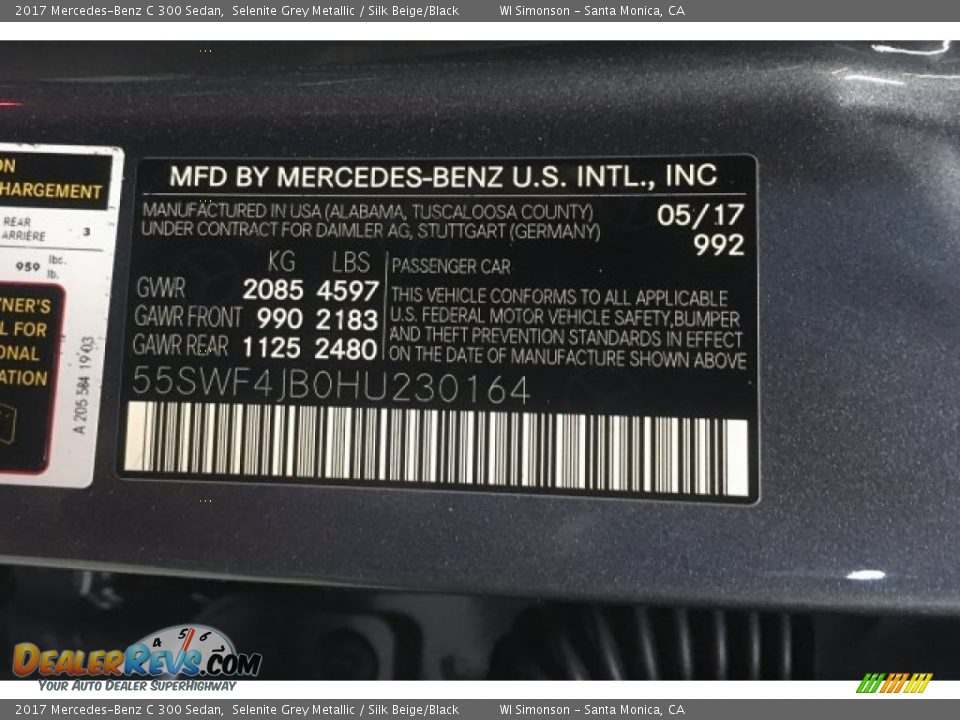 2017 Mercedes-Benz C 300 Sedan, Selenite Grey Metallic / Silk Beige/Black WI Simonson - Santa Monica, CA
ON
HARGEMENT
REAR
ARRIÈRE 3
959 lbc.
lb.
NER'S
L FOR
ONAL
ATION
A 205 584 19 03
MFD BY MERCEDES-BENZ U.S. INTL., INC
MANUFACTURED IN USA (ALABAMA, TUSCALOOSA COUNTY)
UNDER CONTRACT FOR DAIMLER AG, STUTTGART (GERMANY)
05/17
992
KG LBS
GVWR 2085 4597
GAWR FRONT 990 2183
GAWR REAR 1125 2480
PASSENGER CAR
THIS VEHICLE CONFORMS TO ALL APPLICABLE
U.S. FEDERAL MOTOR VEHICLE SAFETY,BUMPER
AND THEFT PREVENTION STANDARDS IN EFFECT
ON THE DATE OF MANUFACTURE SHOWN ABOVE
55SWF4JB0HU230164
4 5 6
DEALERREVS.COM
YOUR AUTO DEALER SUPERHIGHWAY
2017 Mercedes-Benz C 300 Sedan, Selenite Grey Metallic / Silk Beige/Black WI Simonson - Santa Monica, CA